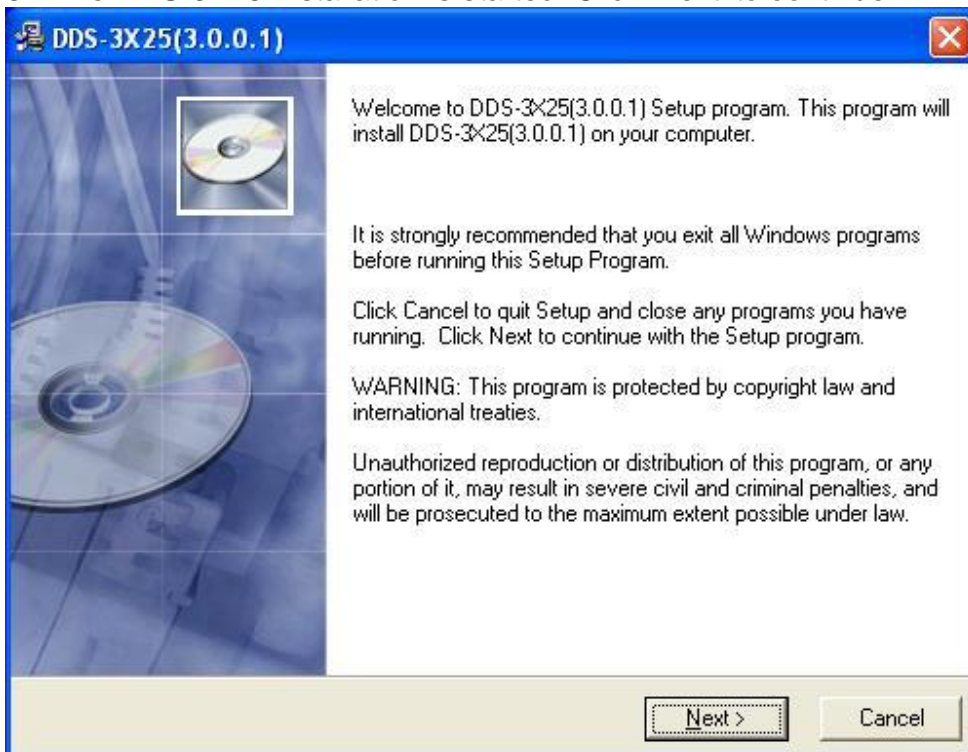 DDS-3X25(3.0.0.1)
Welcome to DDS-3X25(3.0.0.1) Setup program. This program will
install DDS-3X25(3.0.0.1) on your computer.
It is strongly recommended that you exit all Windows programs
before running this Setup Program.
Click Cancel to quit Setup and close any programs you have
running. Click Next to continue with the Setup program.
WARNING: This program is protected by copyright law and
international treaties.
Unauthorized reproduction or distribution of this program, or any
portion of it, may result in severe civil and criminal penalties, and
will be prosecuted to the maximum extent possible under law.
Next >
Cancel